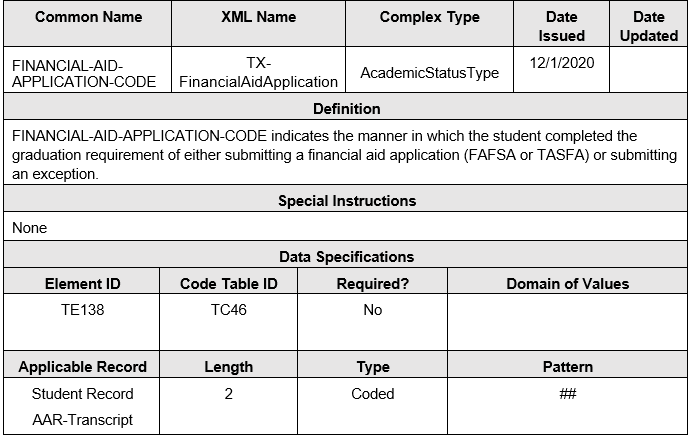 Common Name XML Name Complex Type Date Issued Date Updated
FINANCIAL-AID-
APPLICATION-CODE
TX-
FinancialAidApplication
AcademicStatusType
12/1/2020
Definition
FINANCIAL-AID-APPLICATION-CODE indicates the manner in which the student completed the
graduation requirement of either submitting a financial aid application (FAFSA or TASFA) or submitting
an exception.
Special Instructions
None
Data Specifications
Element ID Code Table ID Required? Domain of Values
TE138 TC46 No
Applicable Record Length Type Pattern
Student Record 2 Coded ##
AAR-Transcript